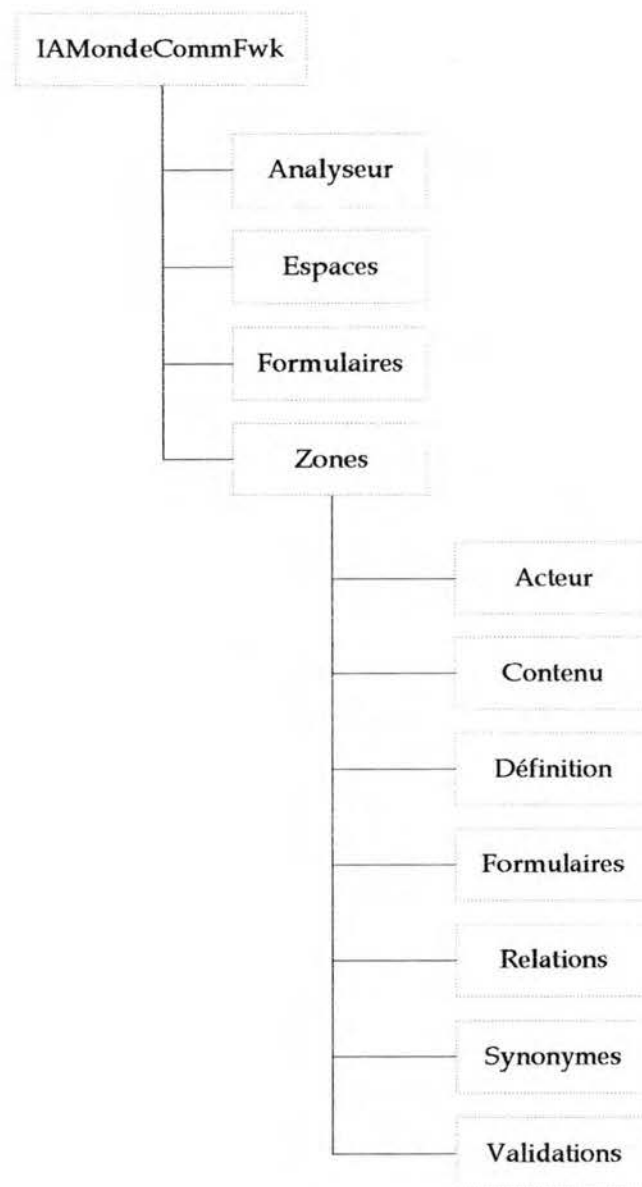 IAMondeCommFwk
Analyseur
Espaces
Formulaires
Zones
Acteur
Contenu
Définition
Formulaires
Relations
Synonymes
Validations